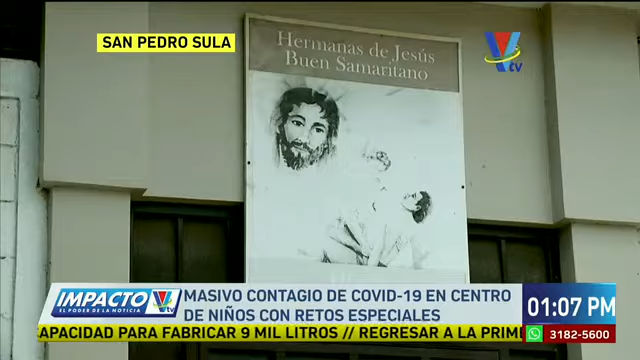 SAN PEDRO SULA
Hermanas de Jesús
Buen Samaritano
V
tv
IMPACTO
Vtv
EL PODER DE LA NOTICIA
MASIVO CONTAGIO DE COVID-19 EN CENTRO
DE NIÑOS CON RETOS ESPECIALES
01:07 PM
CAPACIDAD PARA FABRICAR 9 MIL LITROS // REGRESAR A LA PRIM
3182-5600